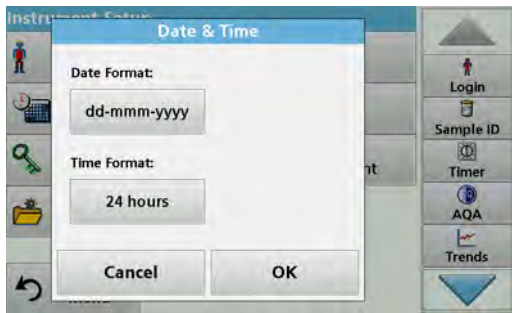 Date & Time
Date Format:
dd-mmm-yyyy
Time Format:
24 hours
Cancel
OK
Login
Sample ID
Timer
AQA
Trends